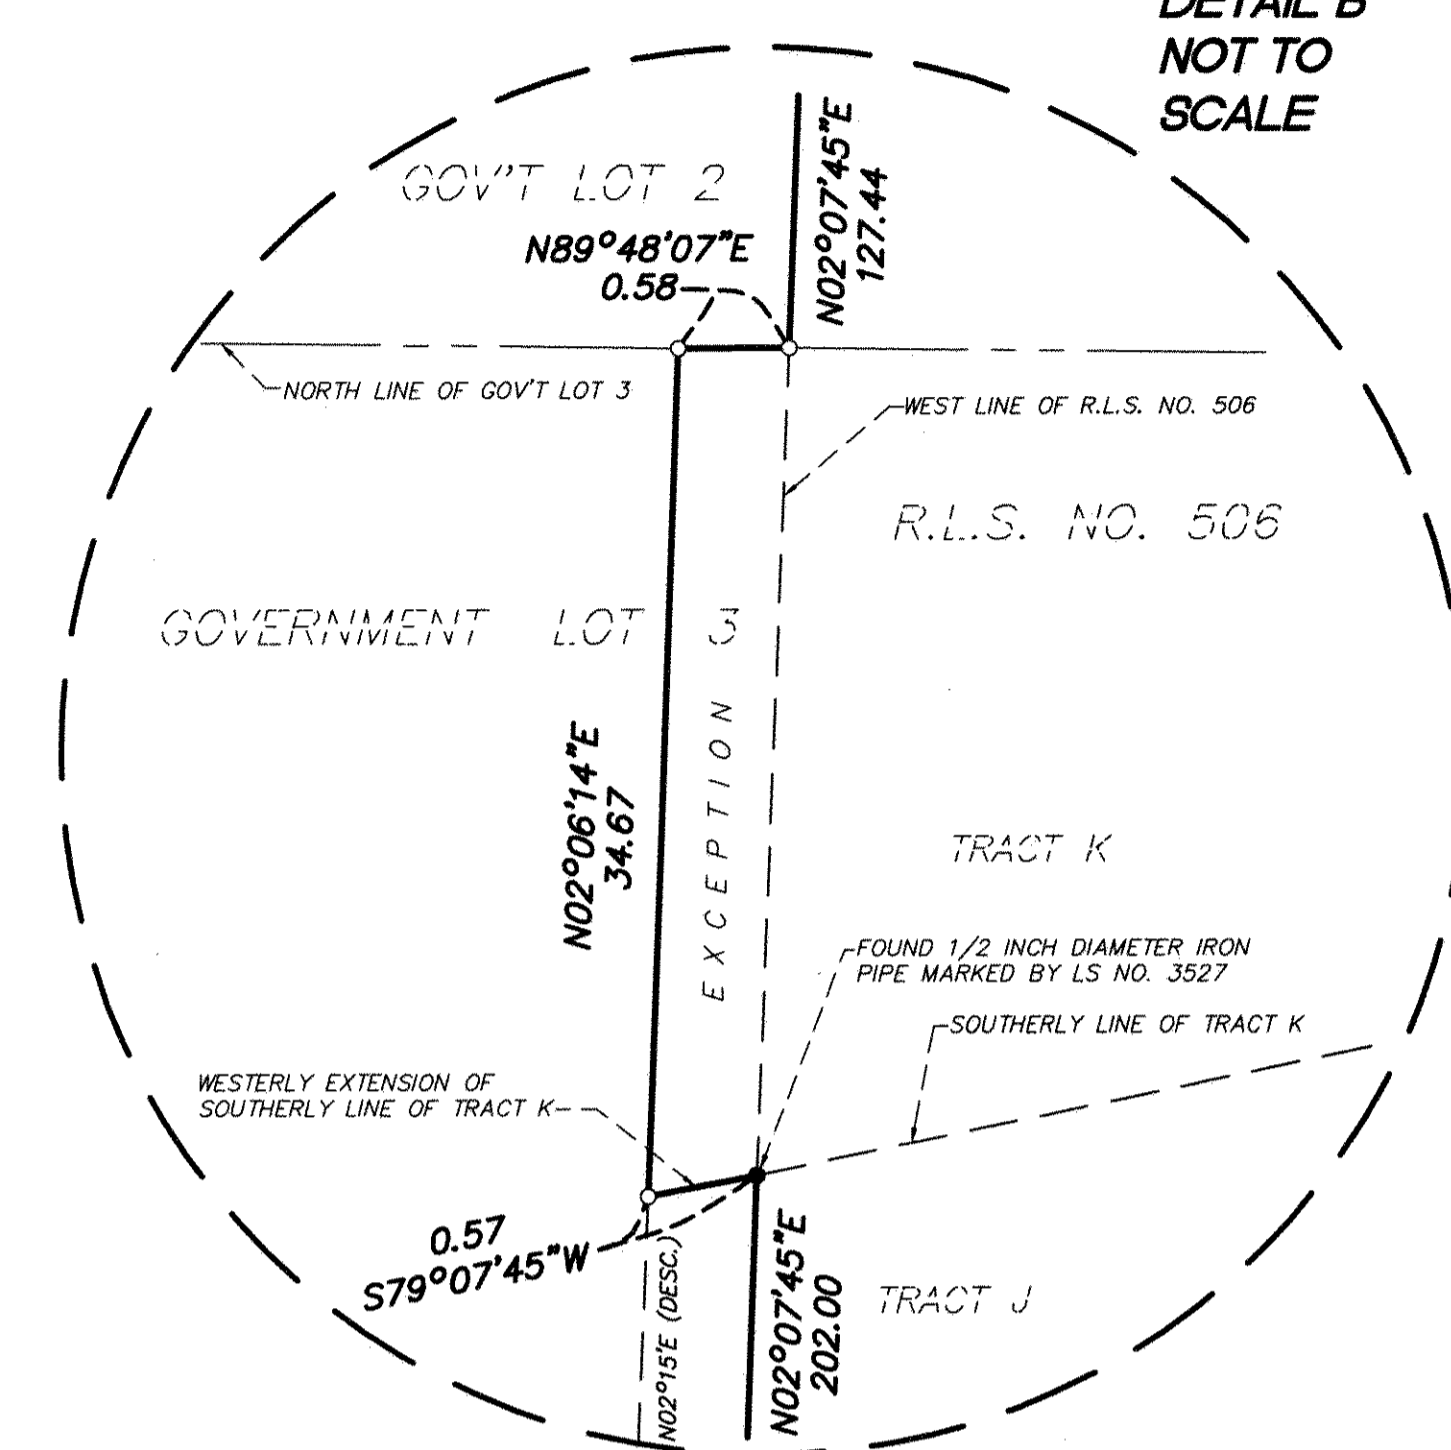 DETAIL B
NOT TO
SCALE
GOV'T LOT 2
N89°48'07"E
0.58
N02°07'45"E
127.44
NORTH LINE OF GOV'T LOT 3
WEST LINE OF R.L.S. NO. 506
R.L.S. NO. 506
GOVERNMENT LOT 3
EXCEPTION
N02°06'14"E
34.67
TRACT K
FOUND 1/2 INCH DIAMETER IRON
PIPE MARKED BY LS NO. 3527
SOUTHERLY LINE OF TRACT K
WESTERLY EXTENSION OF
SOUTHERLY LINE OF TRACT K
0.57
S79°07'45"W
N02°15'E (DESC.)
N02°07'45"E
202.00
TRACT J